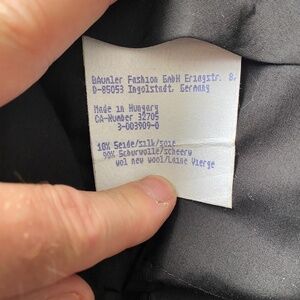 BÄumler Fashion GmbH Eriagstr. 8,
D-85053 Ingolstadt, Germany
Made in Hungary
CA-Number 32705
3-003909-0
10% Seide/silk/soie
90% Schurwolle/scheerw
wol new wool/Laine Vierge